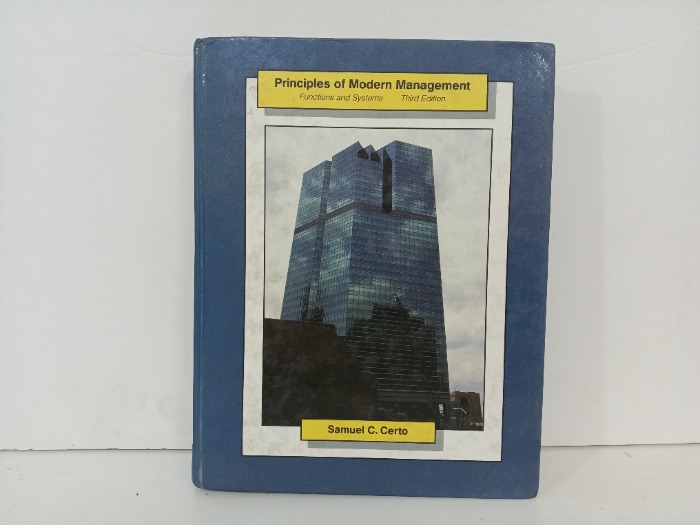 Principles of Modern Management
Functions and Systems Third Edition
Samuel C. Certo